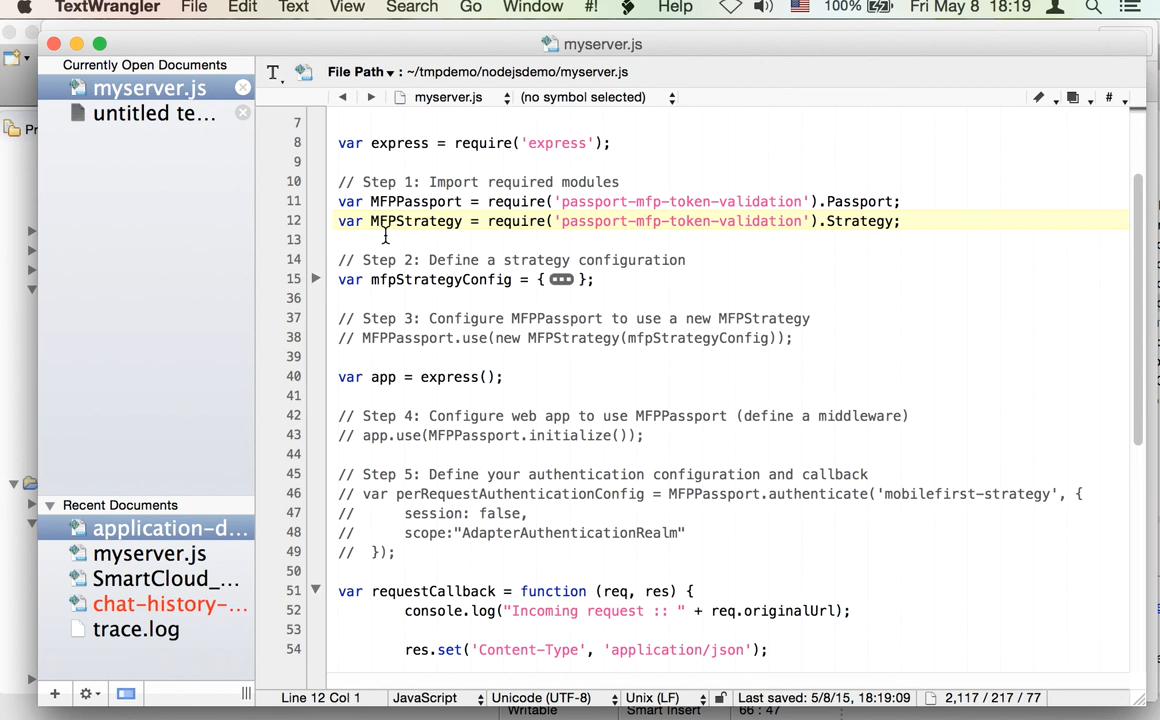 TextWrangler File Edit Text View Search Go Window #! Help 100% Fri May 8 18:19
myserver.js
Currently Open Documents
myserver.js
untitled te...
Recent Documents
application-d...
myserver.js
SmartCloud_...
chat-history-...
trace.log
Pr
T File Path : ~/tmpdemo/nodejsdemo/myserver.js
myserver.js (no symbol selected) #
7
8 var express = require('express');
9
10 // Step 1: Import required modules
11 var MFPPassport = require('passport-mfp-token-validation').Passport;
12 var MFPStrategy = require('passport-mfp-token-validation').Strategy;
13
14 // Step 2: Define a strategy configuration
15 var mfpStrategyConfig = { ... };
36
37 // Step 3: Configure MFPPassport to use a new MFPStrategy
38 // MFPPassport.use(new MFPStrategy(mfpStrategyConfig));
39
40 var app = express();
41
42 // Step 4: Configure web app to use MFPPassport (define a middleware)
43 // app.use(MFPPassport.initialize());
44
45 // Step 5: Define your authentication configuration and callback
46 // var perRequestAuthenticationConfig = MFPPassport.authenticate('mobilefirst-strategy', {
47 // session: false,
48 // scope:"AdapterAuthenticationRealm"
49 // });
50
51 var requestCallback = function (req, res) {
52 console.log("Incoming request :: " + req.originalUrl);
53
54 res.set('Content-Type', 'application/json');
Line 12 Col 1 JavaScript Unicode (UTF-8) Unix (LF) Last saved: 5/8/15, 18:19:09 2,117 / 217 / 77
Writable Smart Insert 66 : 47